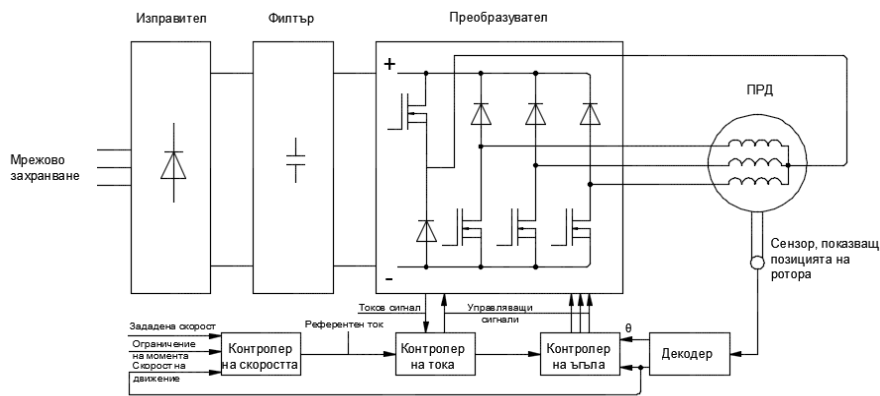 Изправител
Филтър
Преобразувател
+
ПРД
Мрежово
захранване
-
Сензор, показващ
позицията на
ротора
Токов сигнал
Управляващи
сигнали
Зададена скорост
Референтен ток
θ
Ограничение
на момента
Скорост на
движение
Контролер
на скоростта
Контролер
на тока
Контролер
на ъгъла
Декодер